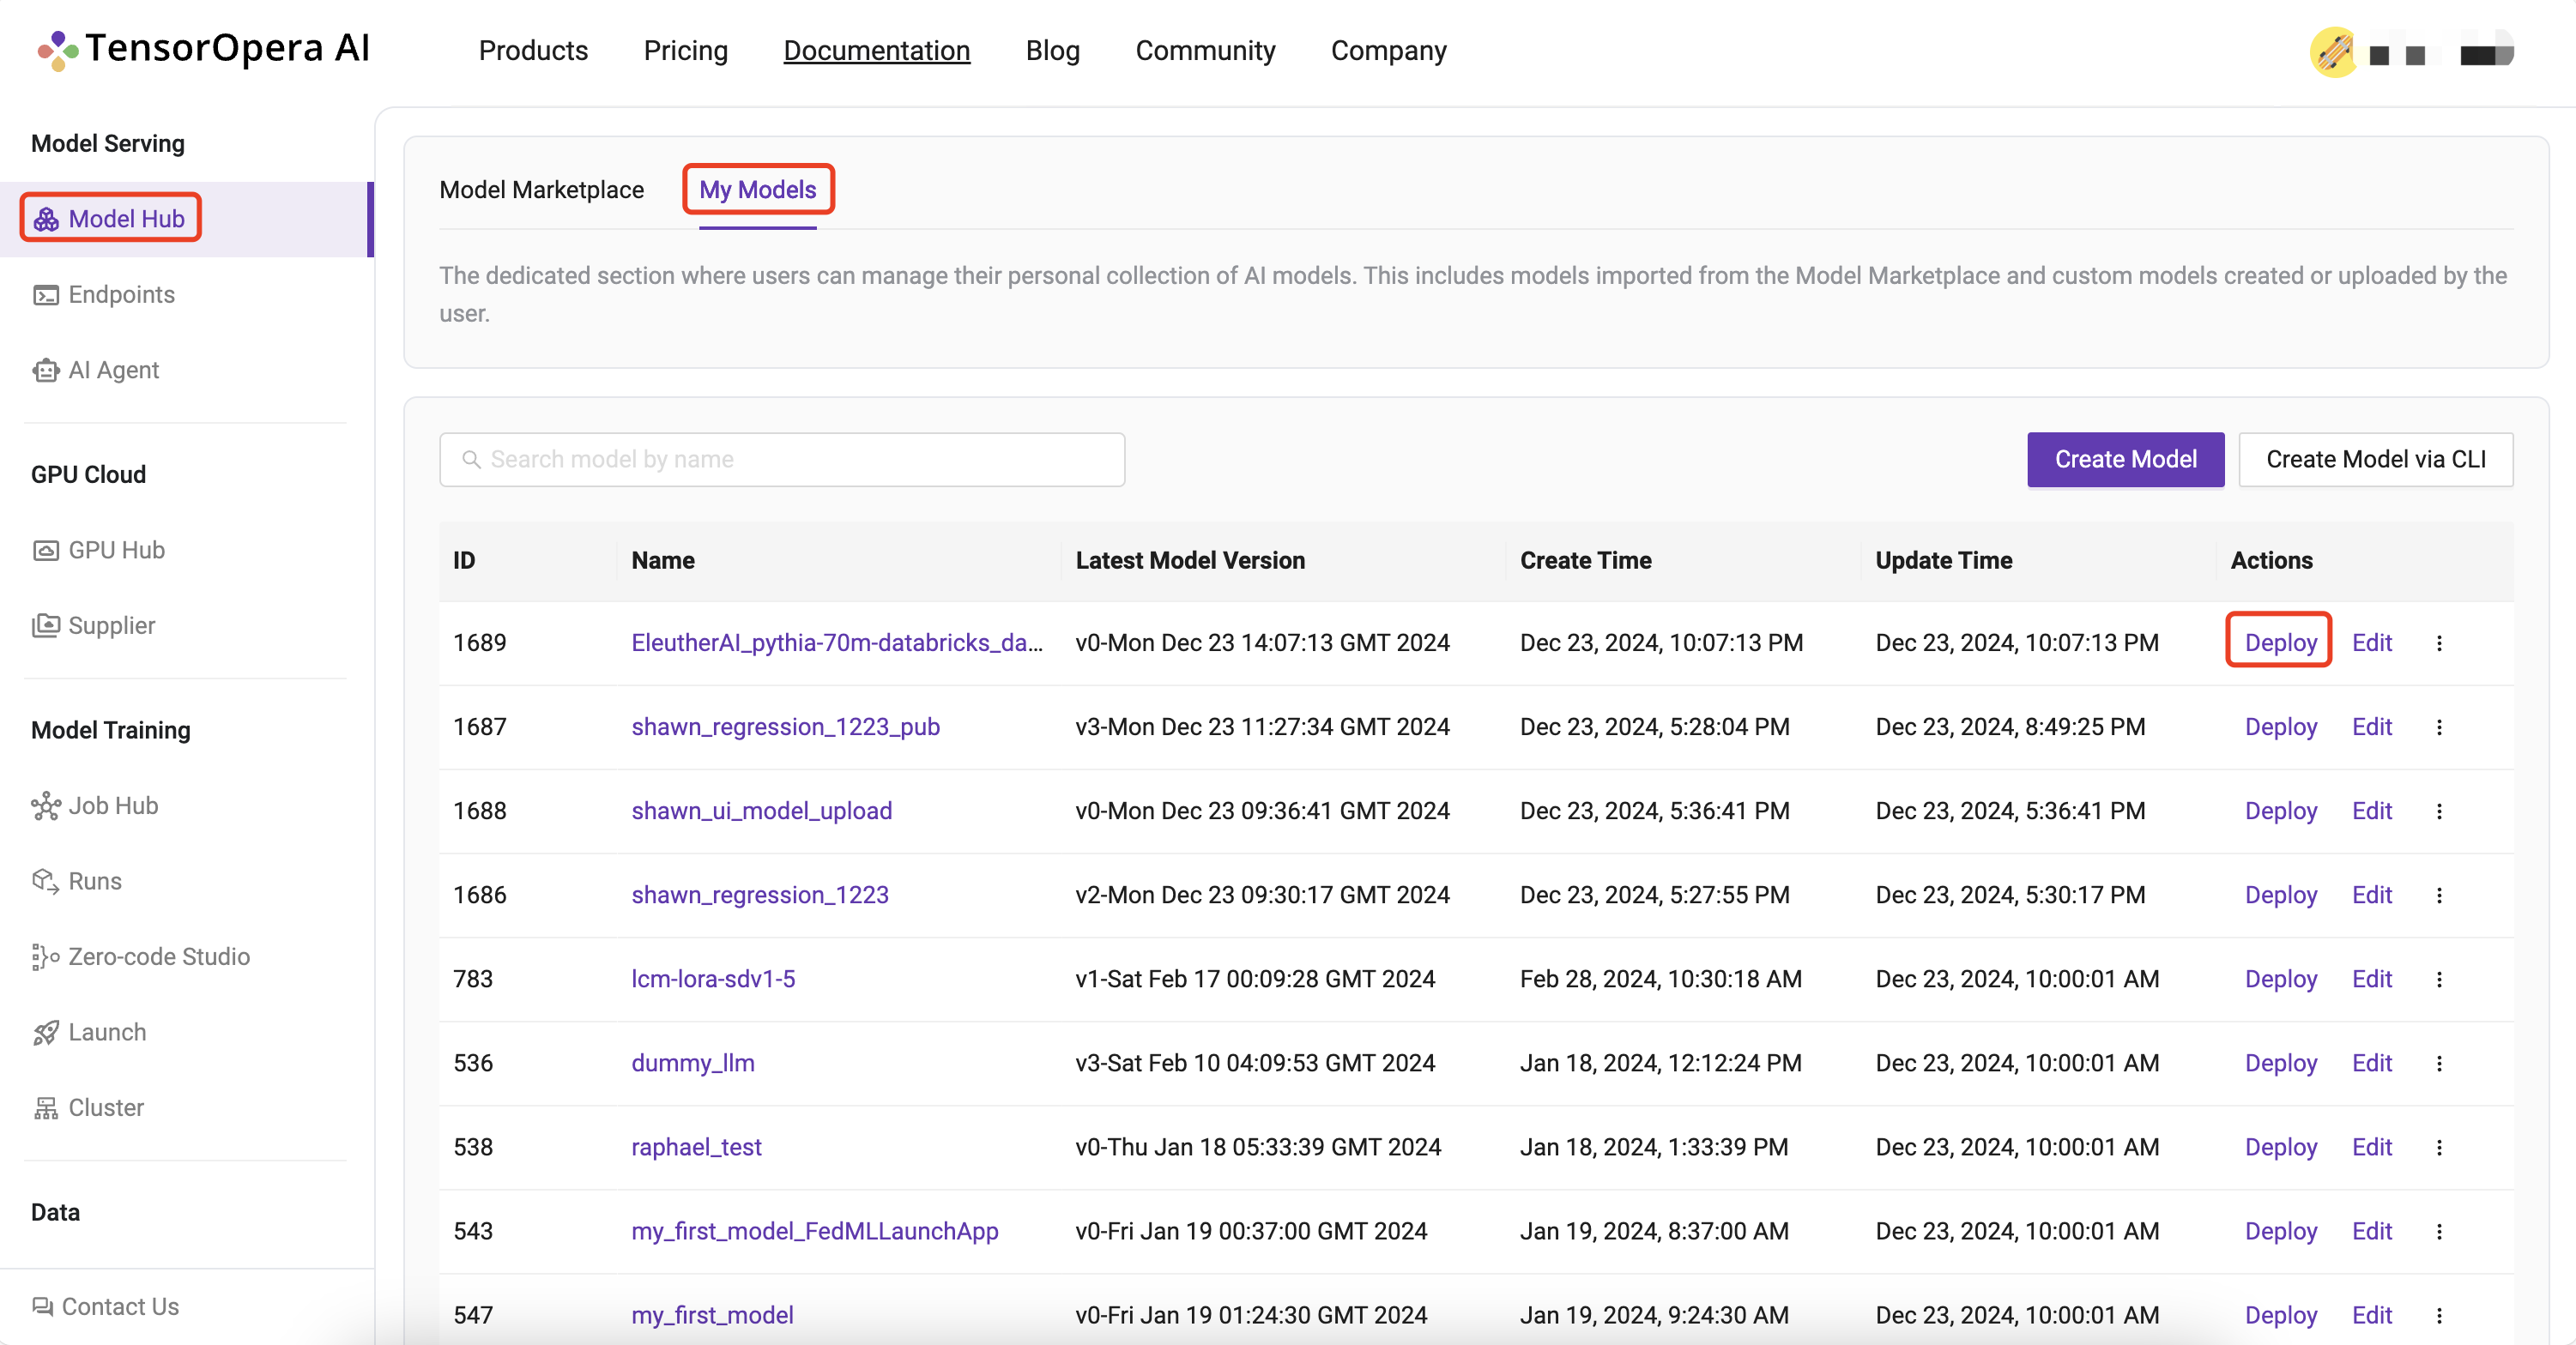 TensorOpera AI
Products Pricing Documentation Blog Community Company
Model Serving
Model Hub
Endpoints
AI Agent
GPU Cloud
GPU Hub
Supplier
Model Training
Job Hub
Runs
Zero-code Studio
Launch
Cluster
Data
Contact Us
Model Marketplace My Models
The dedicated section where users can manage their personal collection of AI models. This includes models imported from the Model Marketplace and custom models created or uploaded by the
user.
Search model by name Create Model Create Model via CLI
ID Name Latest Model Version Create Time Update Time Actions
1689 EleutherAI_pythia-70m-databricks_da... v0-Mon Dec 23 14:07:13 GMT 2024 Dec 23, 2024, 10:07:13 PM Dec 23, 2024, 10:07:13 PM Deploy Edit
1687 shawn_regression_1223_pub v3-Mon Dec 23 11:27:34 GMT 2024 Dec 23, 2024, 5:28:04 PM Dec 23, 2024, 8:49:25 PM Deploy Edit
1688 shawn_ui_model_upload v0-Mon Dec 23 09:36:41 GMT 2024 Dec 23, 2024, 5:36:41 PM Dec 23, 2024, 5:36:41 PM Deploy Edit
1686 shawn_regression_1223 v2-Mon Dec 23 09:30:17 GMT 2024 Dec 23, 2024, 5:27:55 PM Dec 23, 2024, 5:30:17 PM Deploy Edit
783 lcm-lora-sdv1-5 v1-Sat Feb 17 00:09:28 GMT 2024 Feb 28, 2024, 10:30:18 AM Dec 23, 2024, 10:00:01 AM Deploy Edit
536 dummy_llm v3-Sat Feb 10 04:09:53 GMT 2024 Jan 18, 2024, 12:12:24 PM Dec 23, 2024, 10:00:01 AM Deploy Edit
538 raphael_test v0-Thu Jan 18 05:33:39 GMT 2024 Jan 18, 2024, 1:33:39 PM Dec 23, 2024, 10:00:01 AM Deploy Edit
543 my_first_model_FedMLLaunchApp v0-Fri Jan 19 00:37:00 GMT 2024 Jan 19, 2024, 8:37:00 AM Dec 23, 2024, 10:00:01 AM Deploy Edit
547 my_first_model v0-Fri Jan 19 01:24:30 GMT 2024 Jan 19, 2024, 9:24:30 AM Dec 23, 2024, 10:00:01 AM Deploy Edit